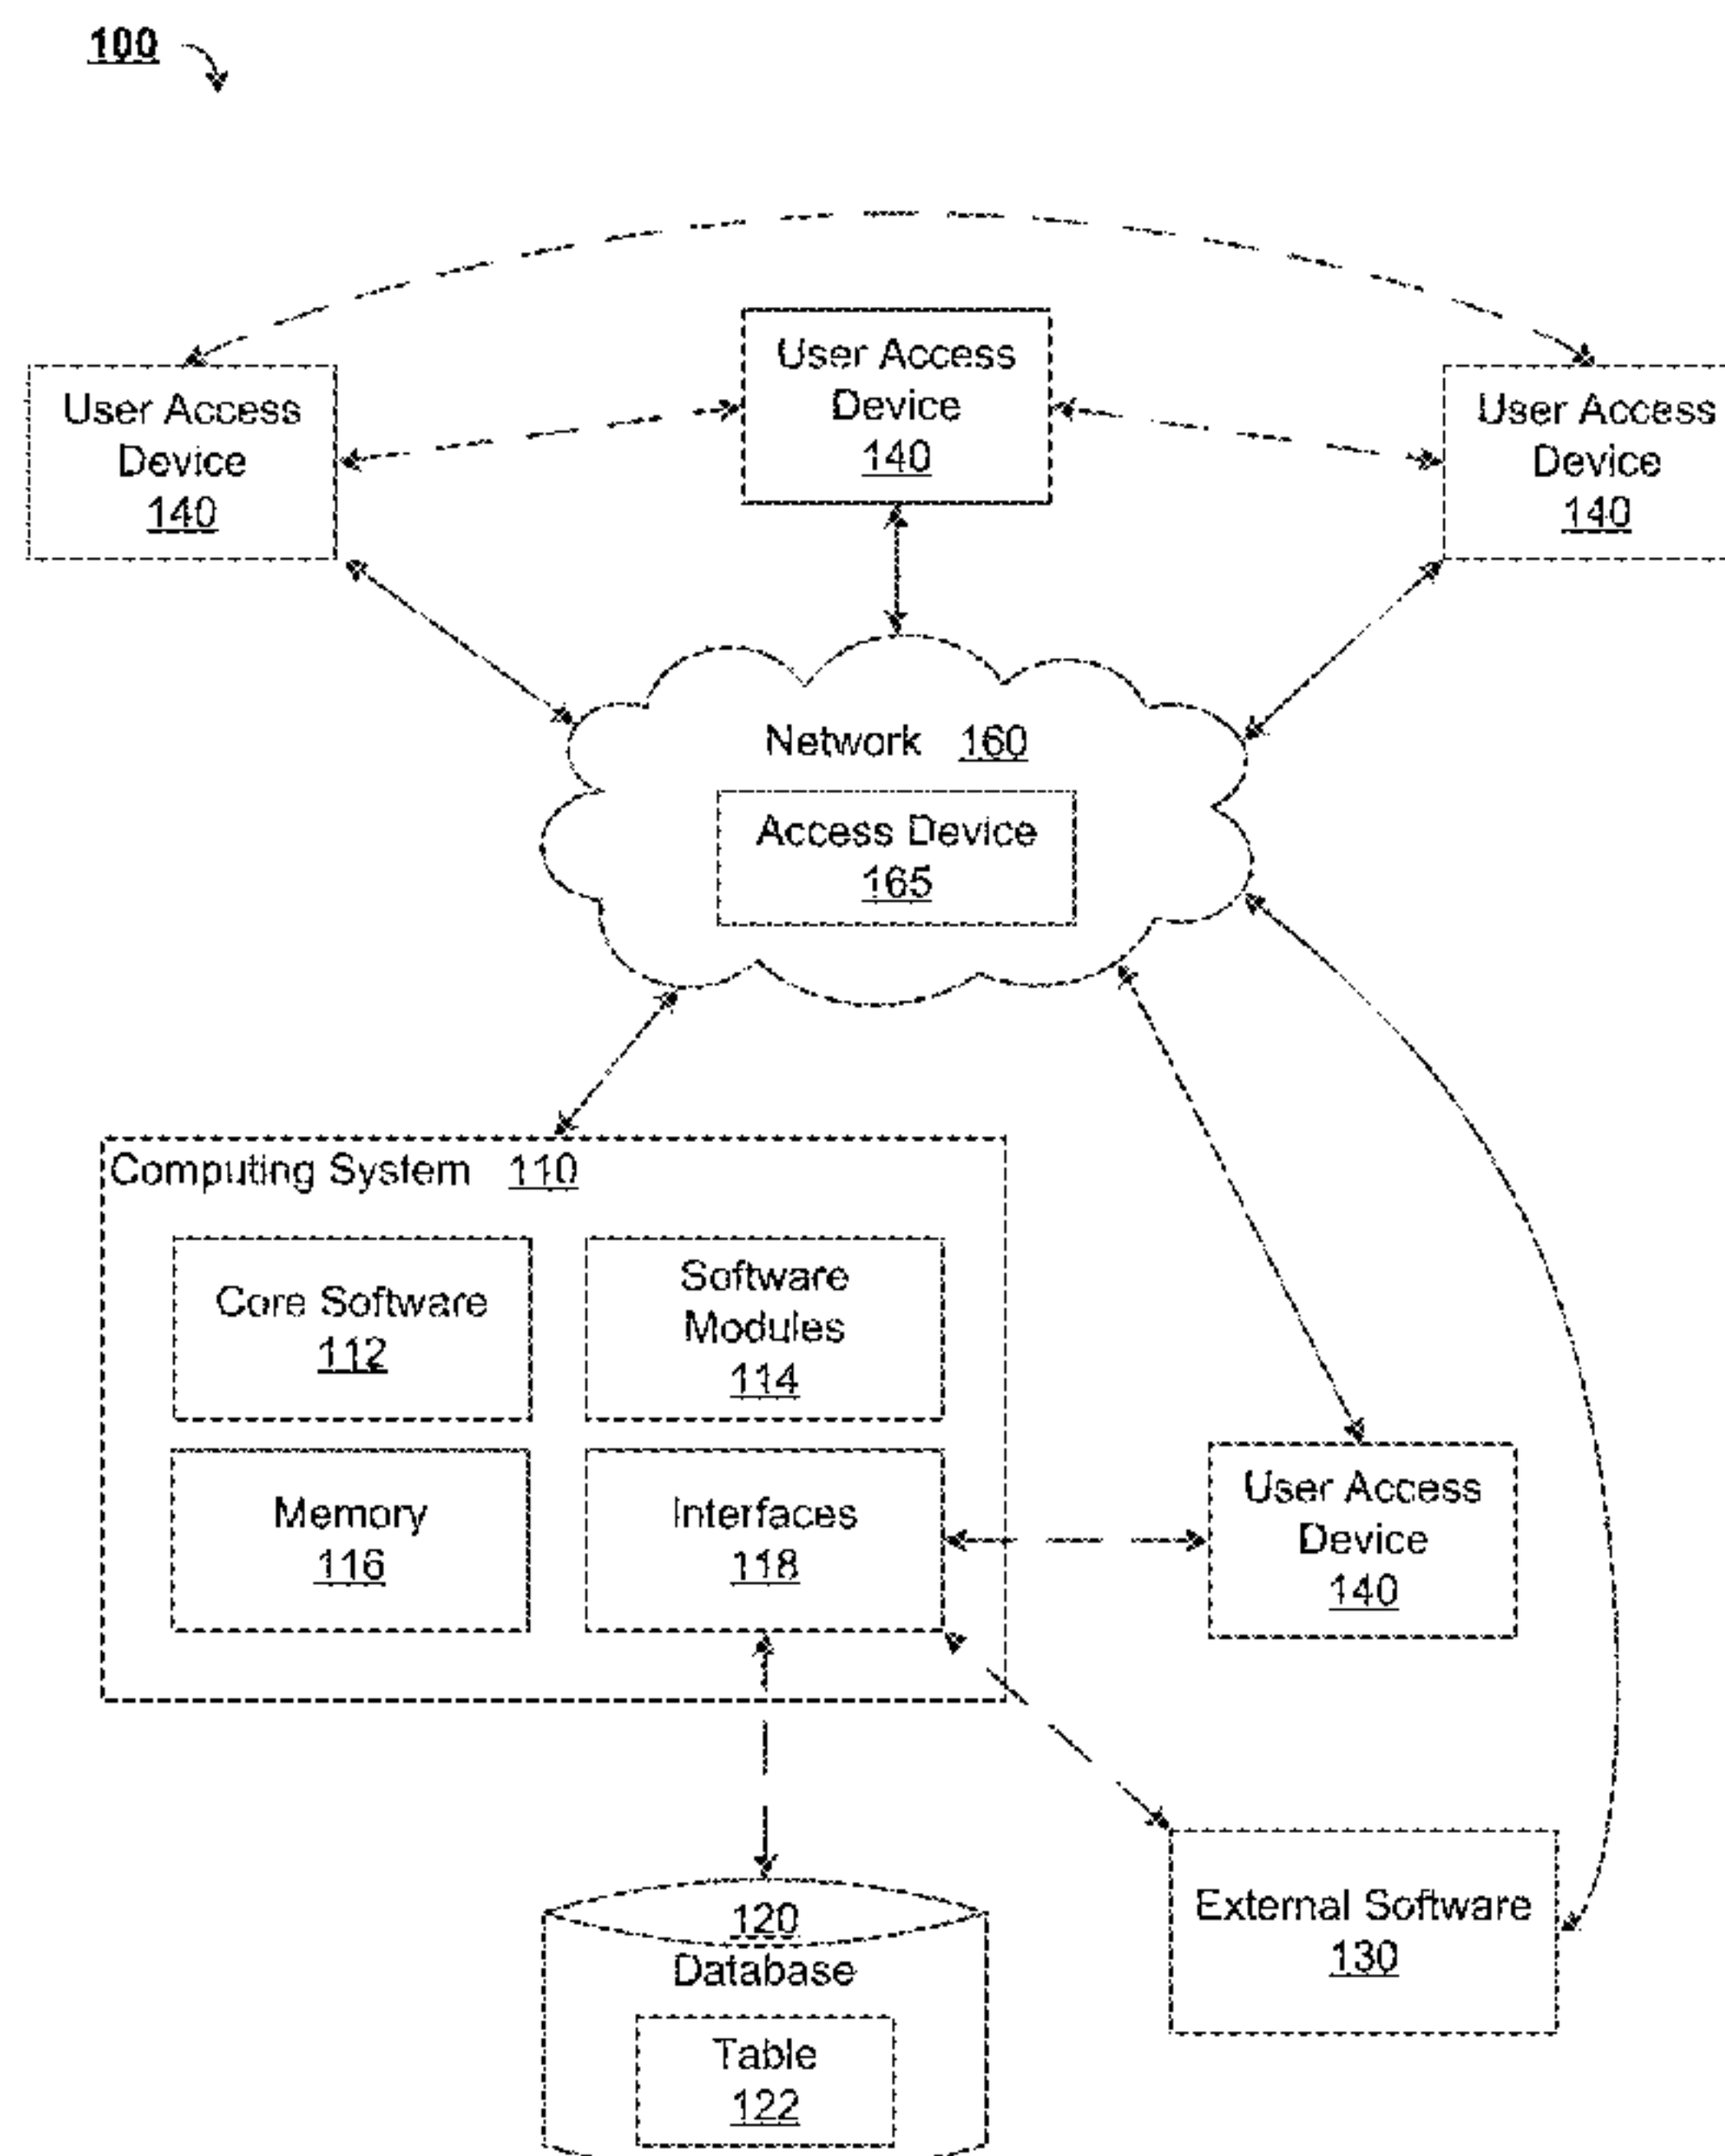 100
User Access
Device
140
User Access
Device
140
User Access
Device
140
Network 160
Access Device
165
Computing System 110
Core Software
112
Software
Modules
114
Memory
116
Interfaces
118
User Access
Device
140
External Software
130
120
Database
Table
122